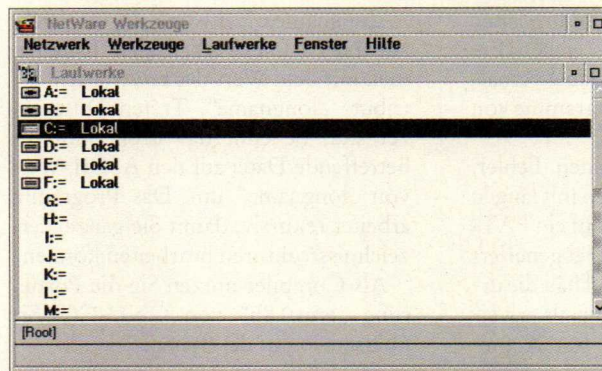 NetWare Werkzeuge
Netzwerk Werkzeuge Laufwerke Fenster Hilfe
Laufwerke
A:= Lokal
B:= Lokal
C:= Lokal
D:= Lokal
E:= Lokal
F:= Lokal
G:=
H:=
I:=
J:=
K:=
L:=
M:=
[Root]